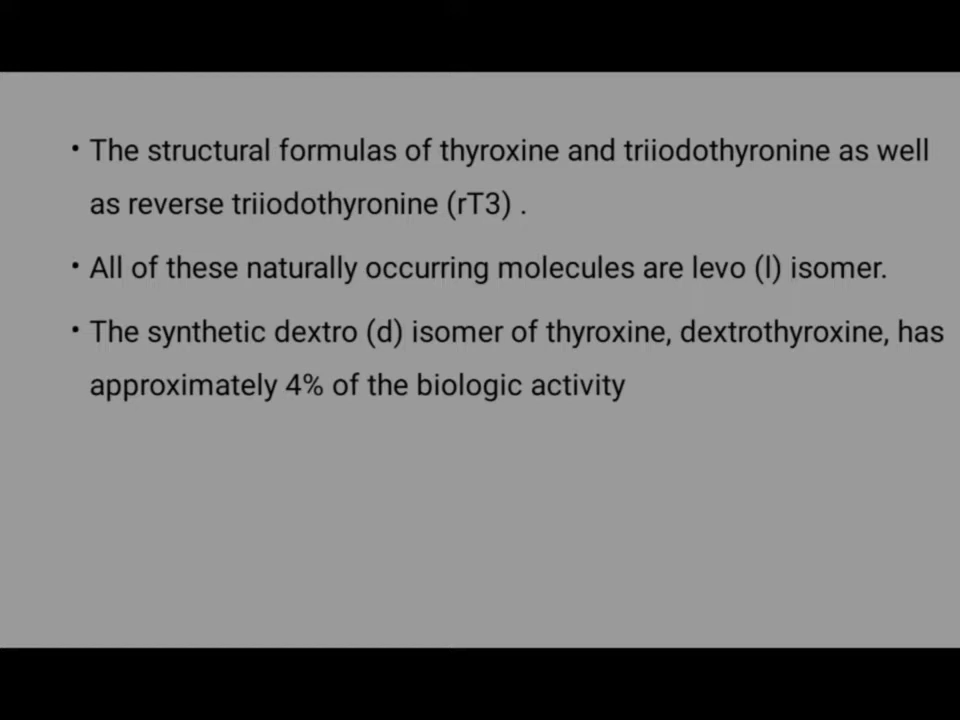 • The structural formulas of thyroxine and triiodothyronine as well
as reverse triiodothyronine (rT3) .
• All of these naturally occurring molecules are levo (l) isomer.
• The synthetic dextro (d) isomer of thyroxine, dextrothyroxine, has
approximately 4% of the biologic activity